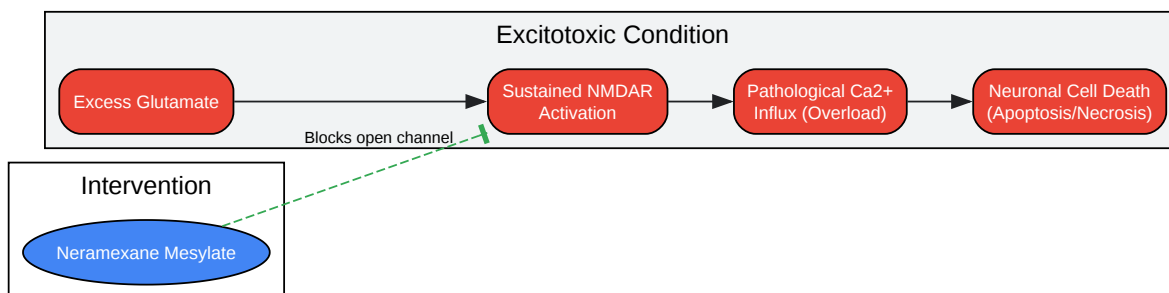 Excitotoxic Condition
Excess Glutamate
Sustained NMDAR
Activation
Pathological Ca2+
Influx (Overload)
Neuronal Cell Death
(Apoptosis/Necrosis)
Blocks open channel
Intervention
Neramexane Mesylate